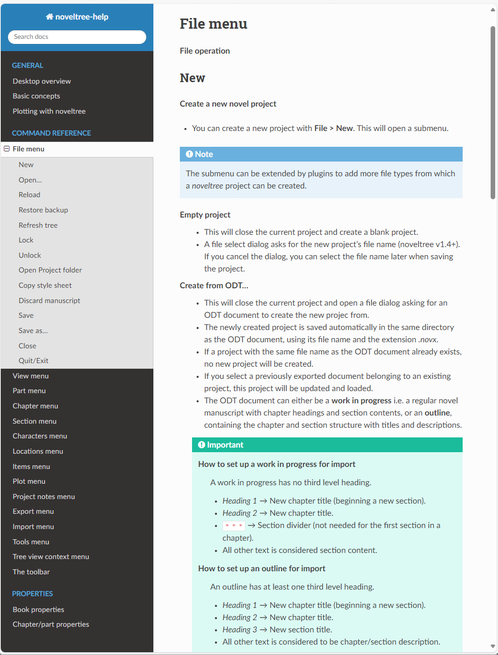 noveltree-help
Search docs
GENERAL
Desktop overview
Basic concepts
Plotting with noveltree
COMMAND REFERENCE
File menu
New
Open...
Reload
Restore backup
Refresh tree
Lock
Unlock
Open Project folder
Copy style sheet
Discard manuscript
Save
Save as...
Close
Quit/Exit
View menu
Part menu
Chapter menu
Section menu
Characters menu
Locations menu
Items menu
Plot menu
Project notes menu
Export menu
Import menu
Tools menu
Tree view context menu
The toolbar
PROPERTIES
Book properties
Chapter/part properties
File menu
File operation
New
Create a new novel project
• You can create a new project with File > New. This will open a submenu.
Note
The submenu can be extended by plugins to add more file types from which
a noveltree project can be created.
Empty project
• This will close the current project and create a blank project.
• A file select dialog asks for the new project's file name (noveltree v1.4+).
If you cancel the dialog, you can select the file name later when saving
the project.
Create from ODT...
• This will close the current project and open a file dialog asking for an
ODT document to create the new projec from.
• The newly created project is saved automatically in the same directory
as the ODT document, using its file name and the extension .novx.
• If a project with the same file name as the ODT document already exists,
no new project will be created.
• If you select a previously exported document belonging to an existing
project, this project will be updated and loaded.
• The ODT document can either be a work in progress i.e. a regular novel
manuscript with chapter headings and section contents, or an outline,
containing the chapter and section structure with titles and descriptions.
Important
How to set up a work in progress for import
A work in progress has no third level heading.
• Heading 1 → New chapter title (beginning a new section).
• Heading 2 → New chapter title.
• * * * → Section divider (not needed for the first section in a
chapter).
• All other text is considered section content.
How to set up an outline for import
An outline has at least one third level heading.
• Heading 1 → New chapter title (beginning a new section).
• Heading 2 → New chapter title.
• Heading 3 → New section title.
• All other text is considered to be chapter/section description.